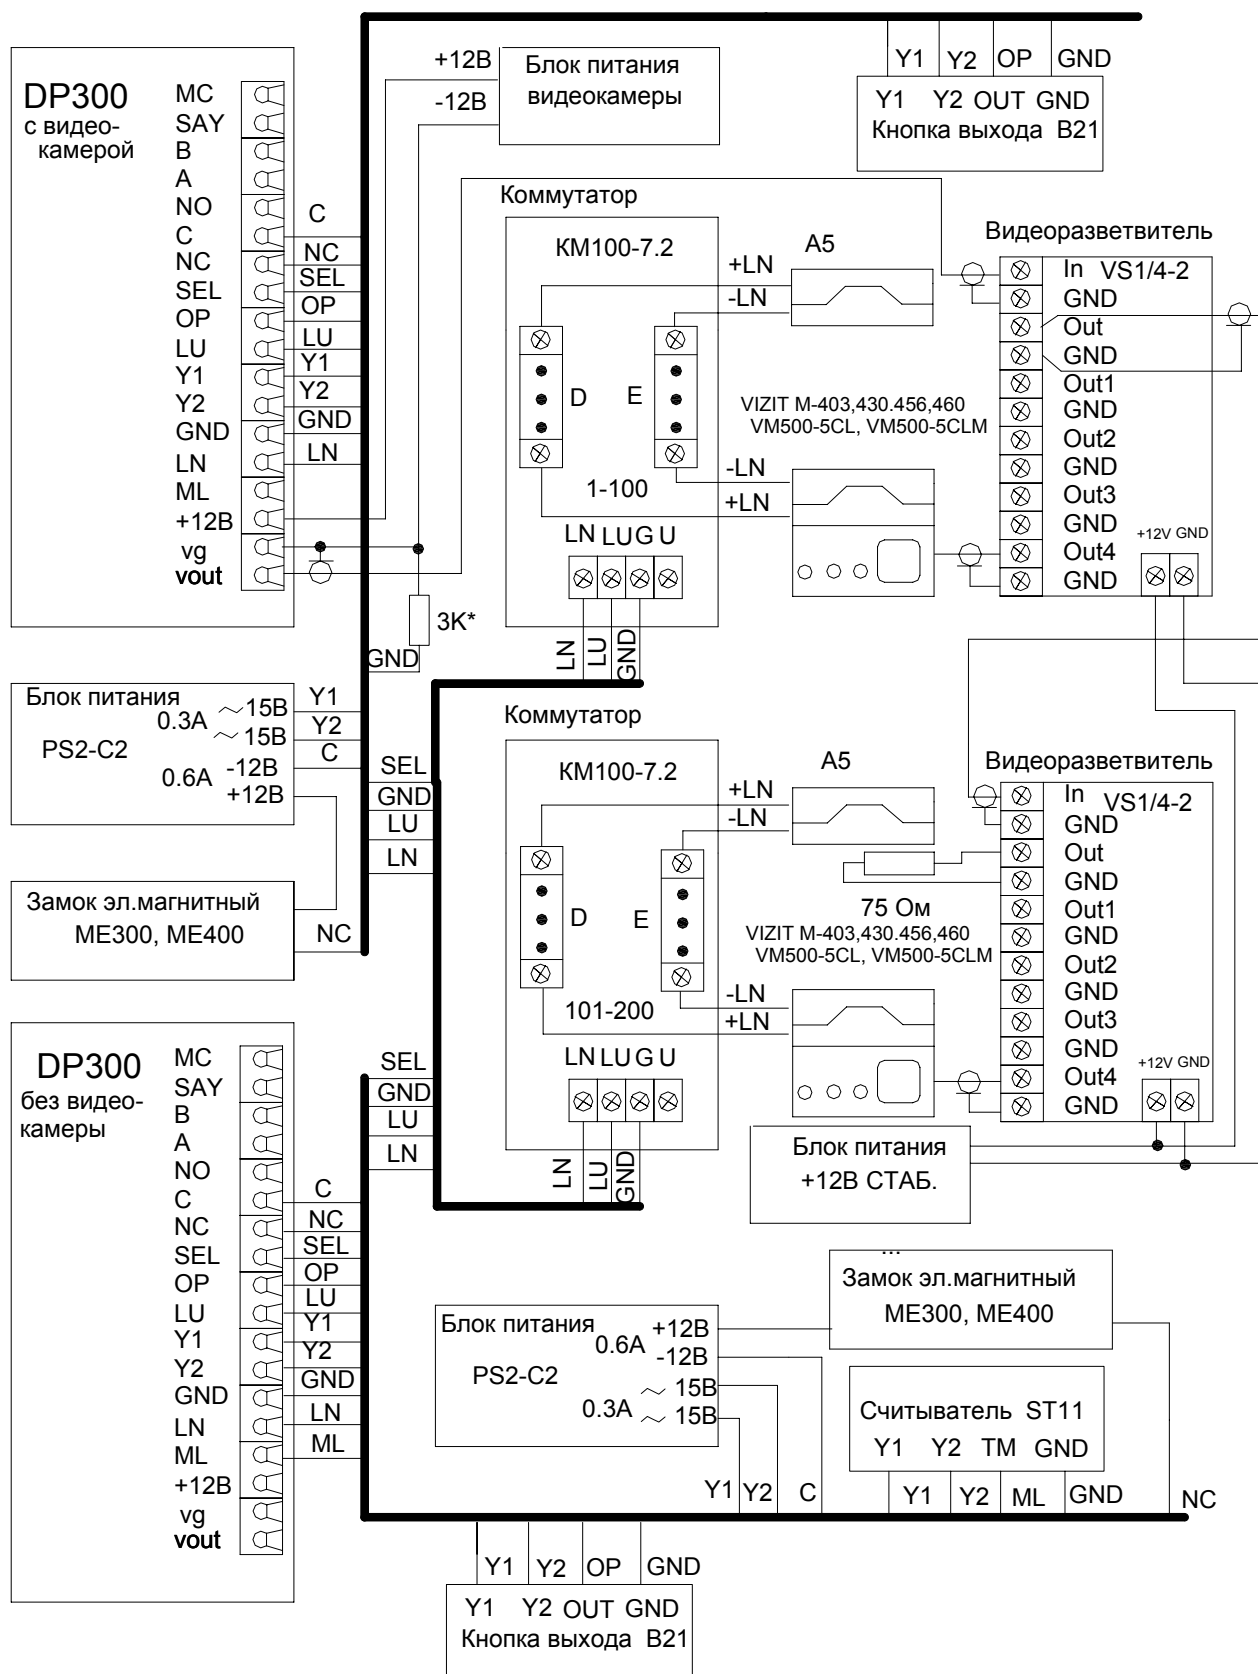 DP300
с видео-
камерой
MC
SAY
B
A
NO
C
NC
SEL
OP
LU
Y1
Y2
GND
LN
ML
+12В
vg
vout
C
NC
SEL
OP
LU
Y1
Y2
GND
LN
+12В
-12В
Блок питания
видеокамеры
Y1 Y2 OP GND
Y1 Y2 OUT GND
Кнопка выхода B21
Коммутатор
КМ100-7.2
D E
1-100
LN LU G U
LN LU GND
+LN
-LN
A5
VIZIT M-403,430.456,460
VM500-5CL, VM500-5CLM
-LN
+LN
Видеоразветвитель
In VS1/4-2
GND
Out
GND
Out1
GND
Out2
GND
Out3
GND
Out4
GND
+12V GND
3K*
GND
Блок питания
0.3A ~15В
~15В
PS2-C2
0.6A -12В
+12В
Y1
Y2
C
Замок эл.магнитный
ME300, ME400
NC
SEL
GND
LU
LN
Коммутатор
КМ100-7.2
D E
101-200
LN LU G U
LN LU GND
+LN
-LN
A5
75 Ом
VIZIT M-403,430.456,460
VM500-5CL, VM500-5CLM
-LN
+LN
Видеоразветвитель
In VS1/4-2
GND
Out
GND
Out1
GND
Out2
GND
Out3
GND
Out4
GND
+12V GND
Блок питания
+12В СТАБ.
DP300
без видео-
камеры
MC
SAY
B
A
NO
C
NC
SEL
OP
LU
Y1
Y2
GND
LN
ML
+12В
vg
vout
C
NC
SEL
OP
LU
Y1
Y2
GND
LN
ML
SEL
GND
LU
LN
Блок питания
0.6A +12В
-12В
PS2-C2
~ 15В
0.3A ~ 15В
...
Замок эл.магнитный
ME300, ME400
Считыватель ST11
Y1 Y2 TM GND
Y1 Y2 C Y1 Y2 ML GND NC
Y1 Y2 OP GND
Y1 Y2 OUT GND
Кнопка выхода B21